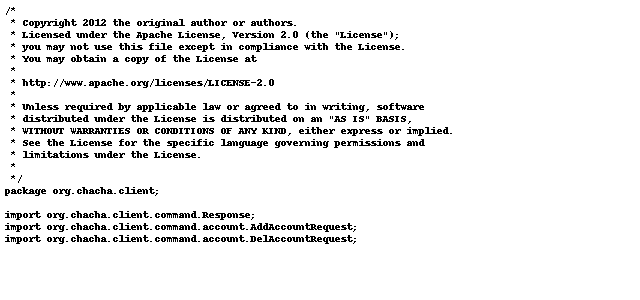 /*
 * Copyright 2012 the original author or authors.
 * Licensed under the Apache License, Version 2.0 (the "License");
 * you may not use this file except in compliance with the License.
 * You may obtain a copy of the License at
 *
 * http://www.apache.org/licenses/LICENSE-2.0
 *
 * Unless required by applicable law or agreed to in writing, software
 * distributed under the License is distributed on an "AS IS" BASIS,
 * WITHOUT WARRANTIES OR CONDITIONS OF ANY KIND, either express or implied.
 * See the License for the specific language governing permissions and
 * limitations under the License.
 *
 */
package org.chacha.client;

import org.chacha.client.command.Response;
import org.chacha.client.command.account.AddAccountRequest;
import org.chacha.client.command.account.DelAccountRequest;